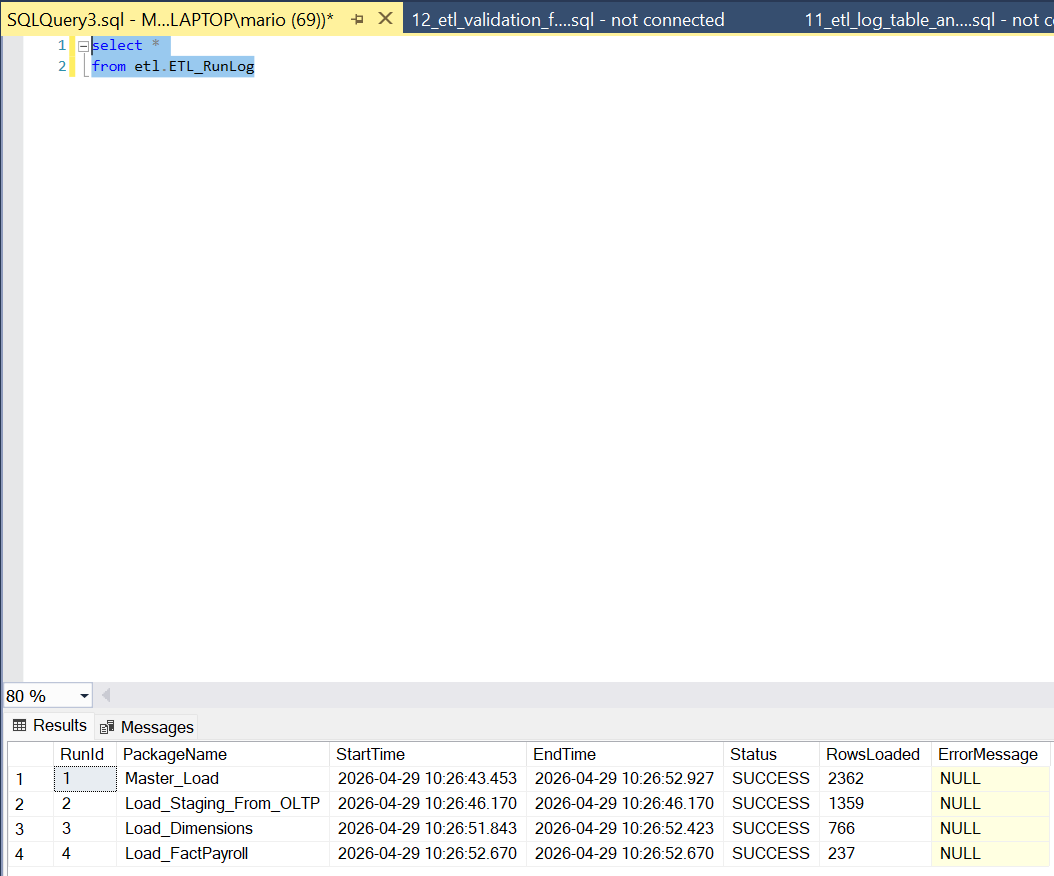 SQLQuery3.sql - M...LAPTOP\mario (69))* 12_etl_validation_f....sql - not connected 11_etl_log_table_an....sql - not co
1 select *
2 from etl.ETL_RunLog
80 %
Results Messages
RunId PackageName StartTime EndTime Status RowsLoaded ErrorMessage
1 1 Master_Load 2026-04-29 10:26:43.453 2026-04-29 10:26:52.927 SUCCESS 2362 NULL
2 2 Load_Staging_From_OLTP 2026-04-29 10:26:46.170 2026-04-29 10:26:46.170 SUCCESS 1359 NULL
3 3 Load_Dimensions 2026-04-29 10:26:51.843 2026-04-29 10:26:52.423 SUCCESS 766 NULL
4 4 Load_FactPayroll 2026-04-29 10:26:52.670 2026-04-29 10:26:52.670 SUCCESS 237 NULL